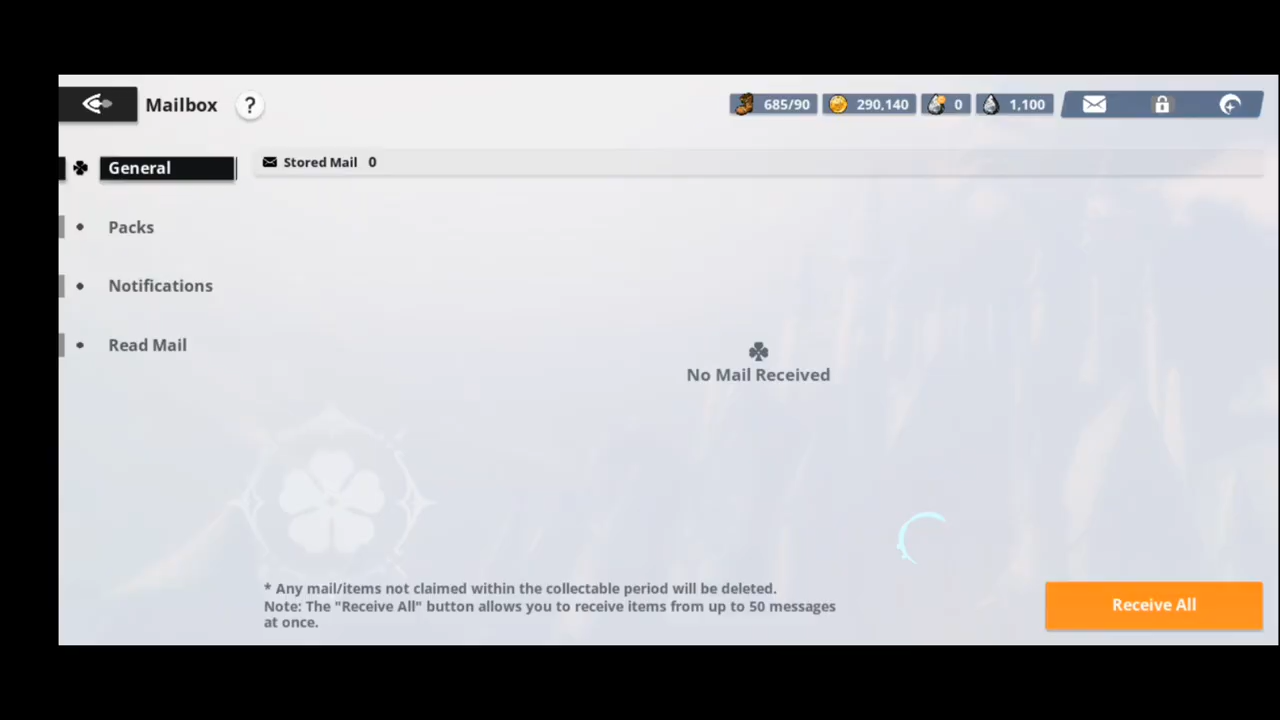 Mailbox ? 685/90 290,140 0 1,100
General
Stored Mail 0
Packs
Notifications
Read Mail
No Mail Received
* Any mail/items not claimed within the collectable period will be deleted.
Note: The "Receive All" button allows you to receive items from up to 50 messages
at once.
Receive All